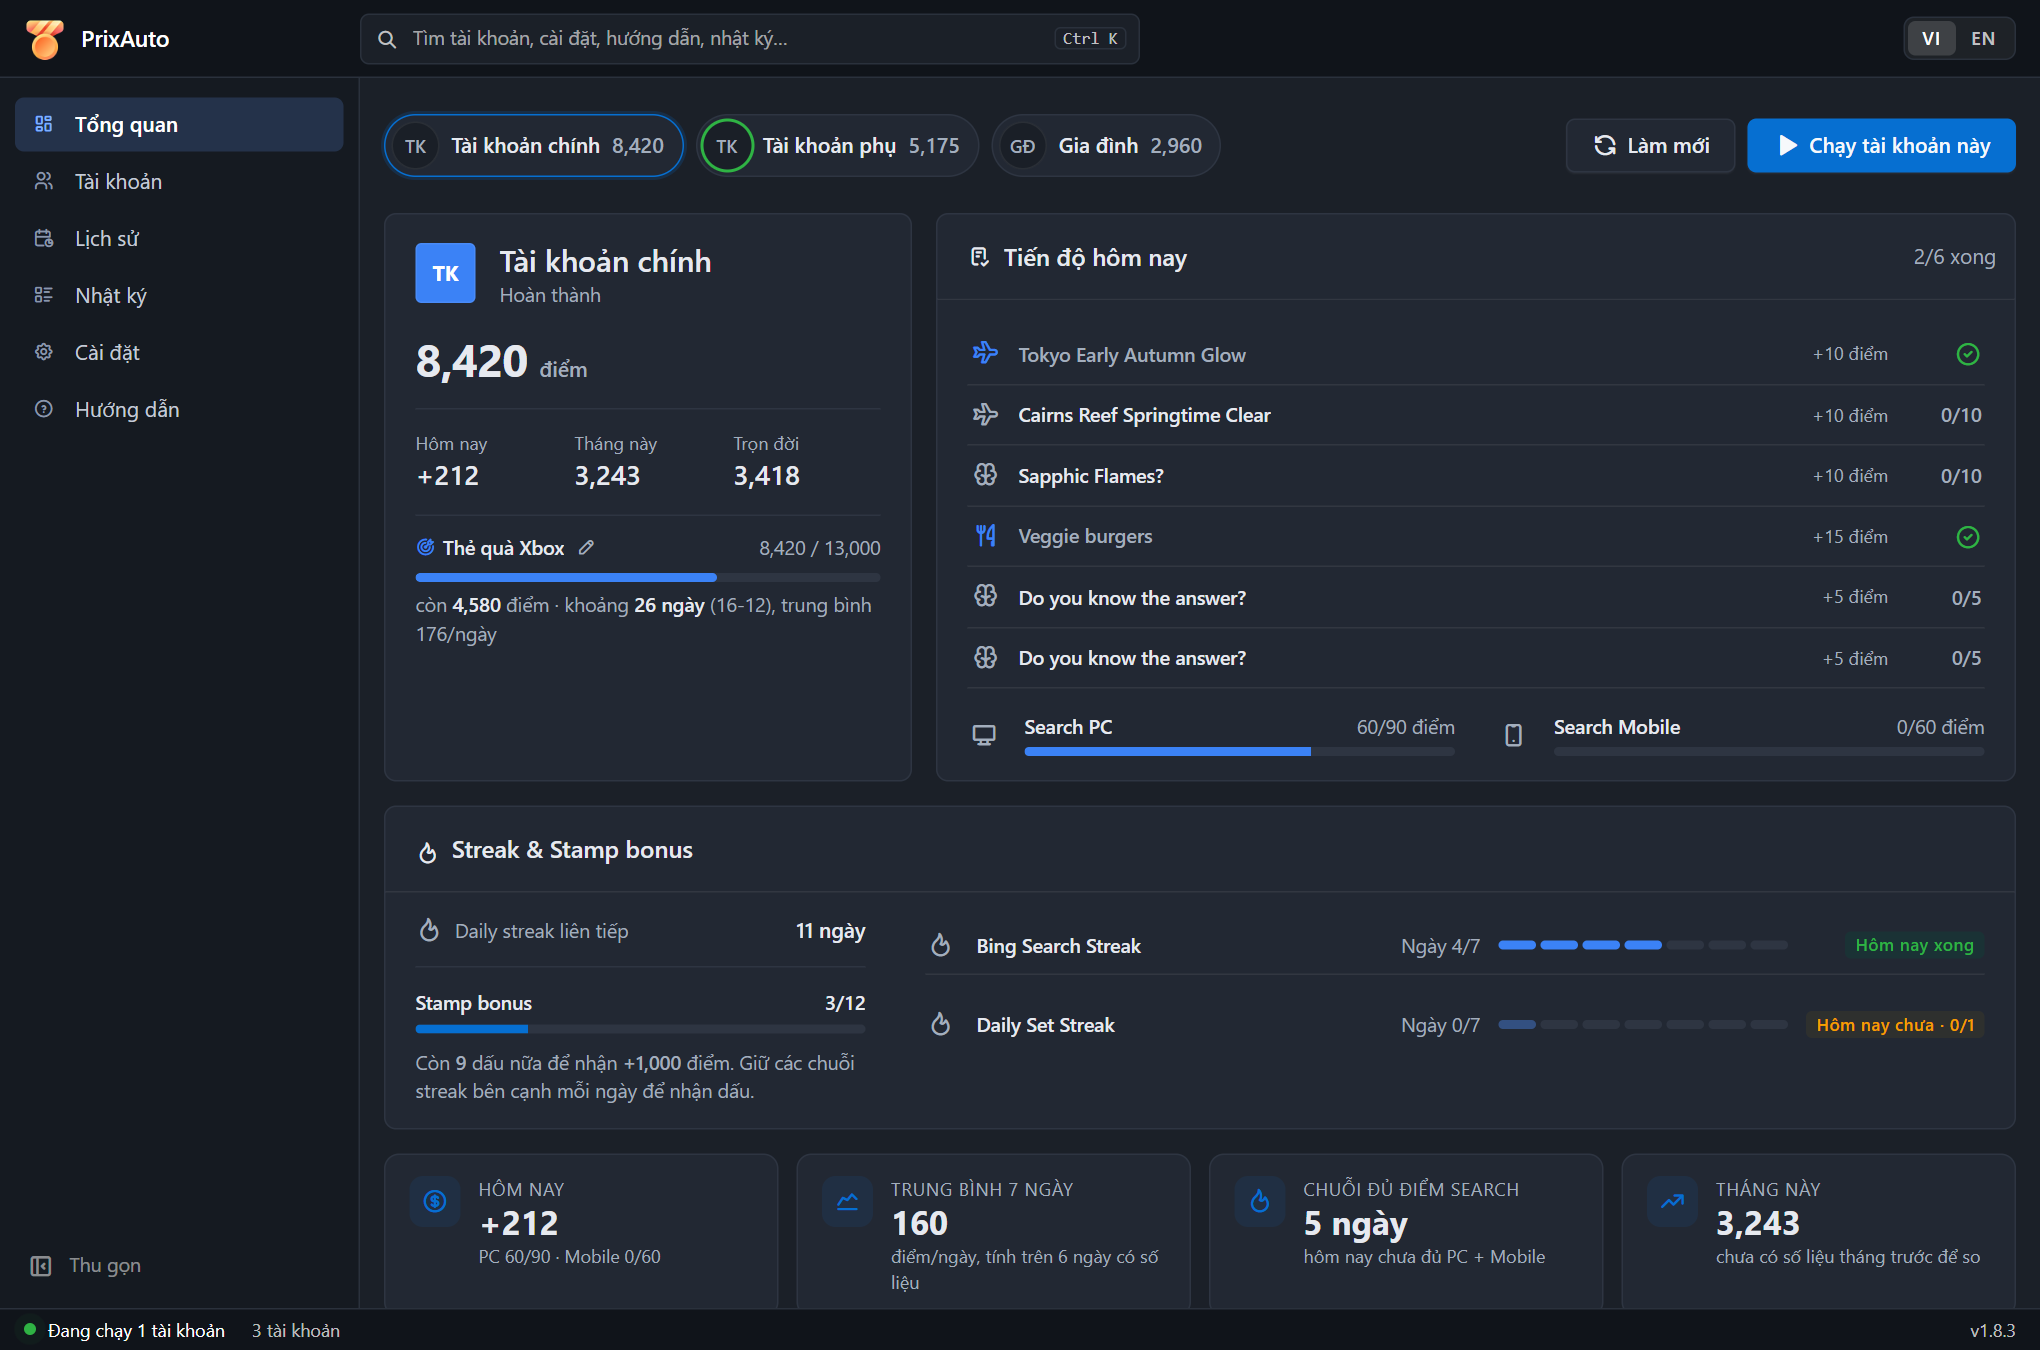 PrixAuto
Tìm tài khoản, cài đặt, hướng dẫn, nhật ký...
Ctrl K
VI
EN
Tổng quan
Tài khoản
Lịch sử
Nhật ký
Cài đặt
Hướng dẫn
Thu gọn
TK Tài khoản chính 8,420
TK Tài khoản phụ 5,175
GĐ Gia đình 2,960
Làm mới
Chạy tài khoản này
TK
Tài khoản chính
Hoàn thành
8,420 điểm
Hôm nay
+212
Tháng này
3,243
Trọn đời
3,418
Thẻ quà Xbox
8,420 / 13,000
còn 4,580 điểm · khoảng 26 ngày (16-12), trung bình
176/ngày
Tiến độ hôm nay
2/6 xong
Tokyo Early Autumn Glow +10 điểm
Cairns Reef Springtime Clear +10 điểm 0/10
Sapphic Flames? +10 điểm 0/10
Veggie burgers +15 điểm
Do you know the answer? +5 điểm 0/5
Do you know the answer? +5 điểm 0/5
Search PC 60/90 điểm
Search Mobile 0/60 điểm
Streak & Stamp bonus
Daily streak liên tiếp 11 ngày
Stamp bonus 3/12
Còn 9 dấu nữa để nhận +1,000 điểm. Giữ các chuỗi
streak bên cạnh mỗi ngày để nhận dấu.
Bing Search Streak Ngày 4/7 Hôm nay xong
Daily Set Streak Ngày 0/7 Hôm nay chưa · 0/1
HÔM NAY
+212
PC 60/90 · Mobile 0/60
TRUNG BÌNH 7 NGÀY
160
điểm/ngày, tính trên 6 ngày có số
liệu
CHUỖI ĐỦ ĐIỂM SEARCH
5 ngày
hôm nay chưa đủ PC + Mobile
THÁNG NÀY
3,243
chưa có số liệu tháng trước để so
Đang chạy 1 tài khoản
3 tài khoản
v1.8.3